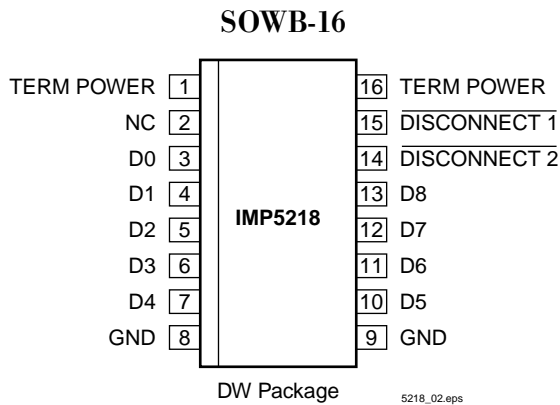 SOWB-16
TERM POWER 1 16 TERM POWER
NC 2 15 DISCONNECT 1
D0 3 14 DISCONNECT 2
D1 4 13 D8
D2 5 IMP5218 12 D7
D3 6 11 D6
D4 7 10 D5
GND 8 9 GND
DW Package 5218_02.eps